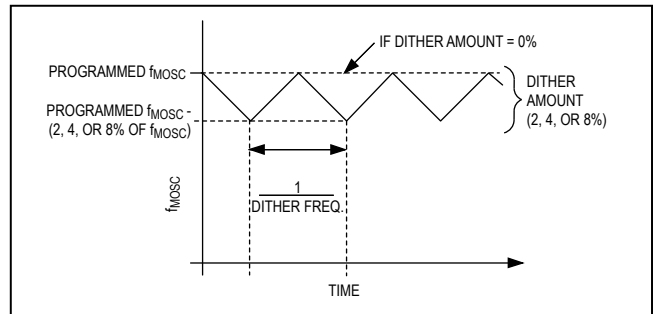 IF DITHER AMOUNT = 0%
PROGRAMMED fMOSC
PROGRAMMED fMOSC -
(2, 4, OR 8% OF fMOSC)
DITHER
AMOUNT
(2, 4, OR 8%)
fMOSC
1
DITHER FREQ.
TIME